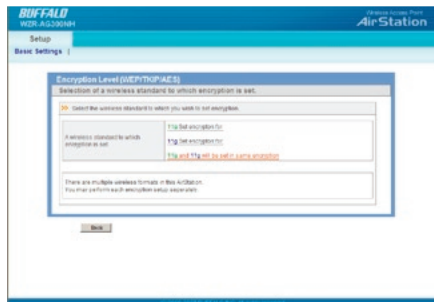 BUFFALO
WZR-AG300NH
Wireless Access Point
AirStation
Setup
Basic Settings |
Encryption Level (WEP/TKIP/AES)
Selection of a wireless standard to which encryption is set.
Select the wireless standard to which you wish to set encryption.
A wireless standard to which encryption is set
11a Set encryption for
11g Set encryption for
11a and 11g will be set in same encryption
There are multiple wireless formats in this AirStation.
You may perform each encryption setup separately.
Back